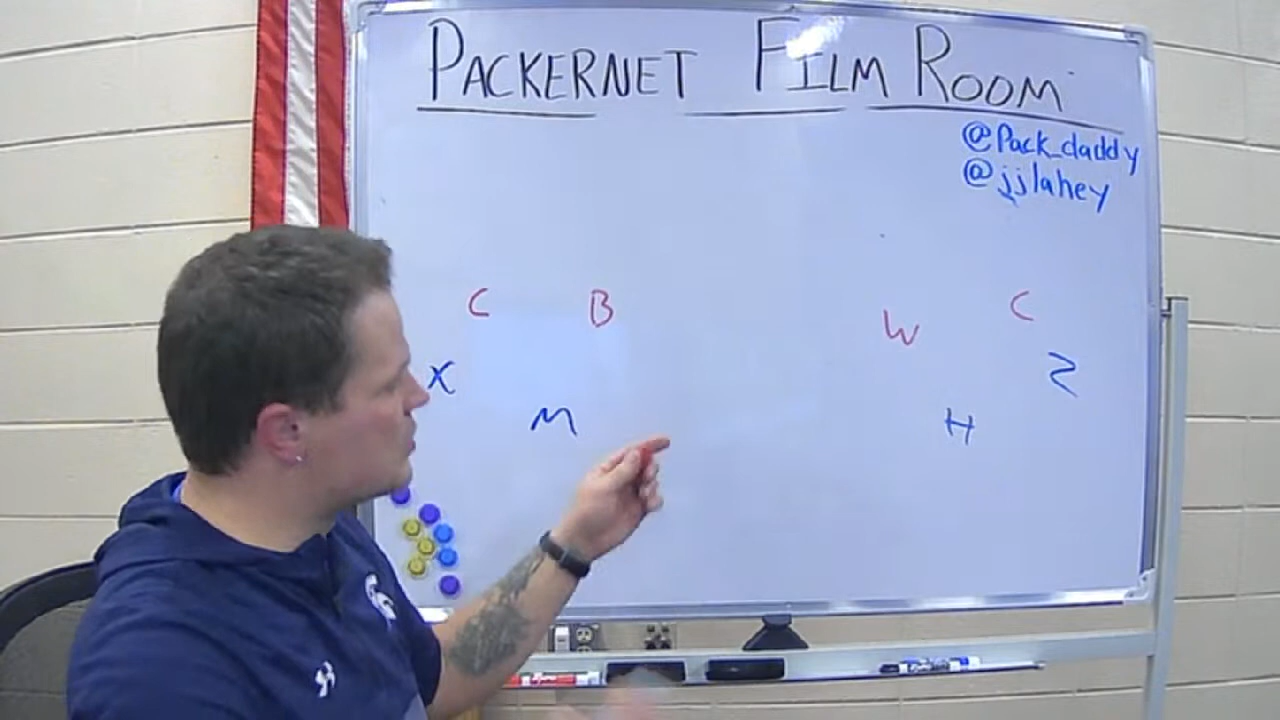 PACKERNET FILM ROOM
@Pack_daddy
@jjlahey
C B W C
X M H Z